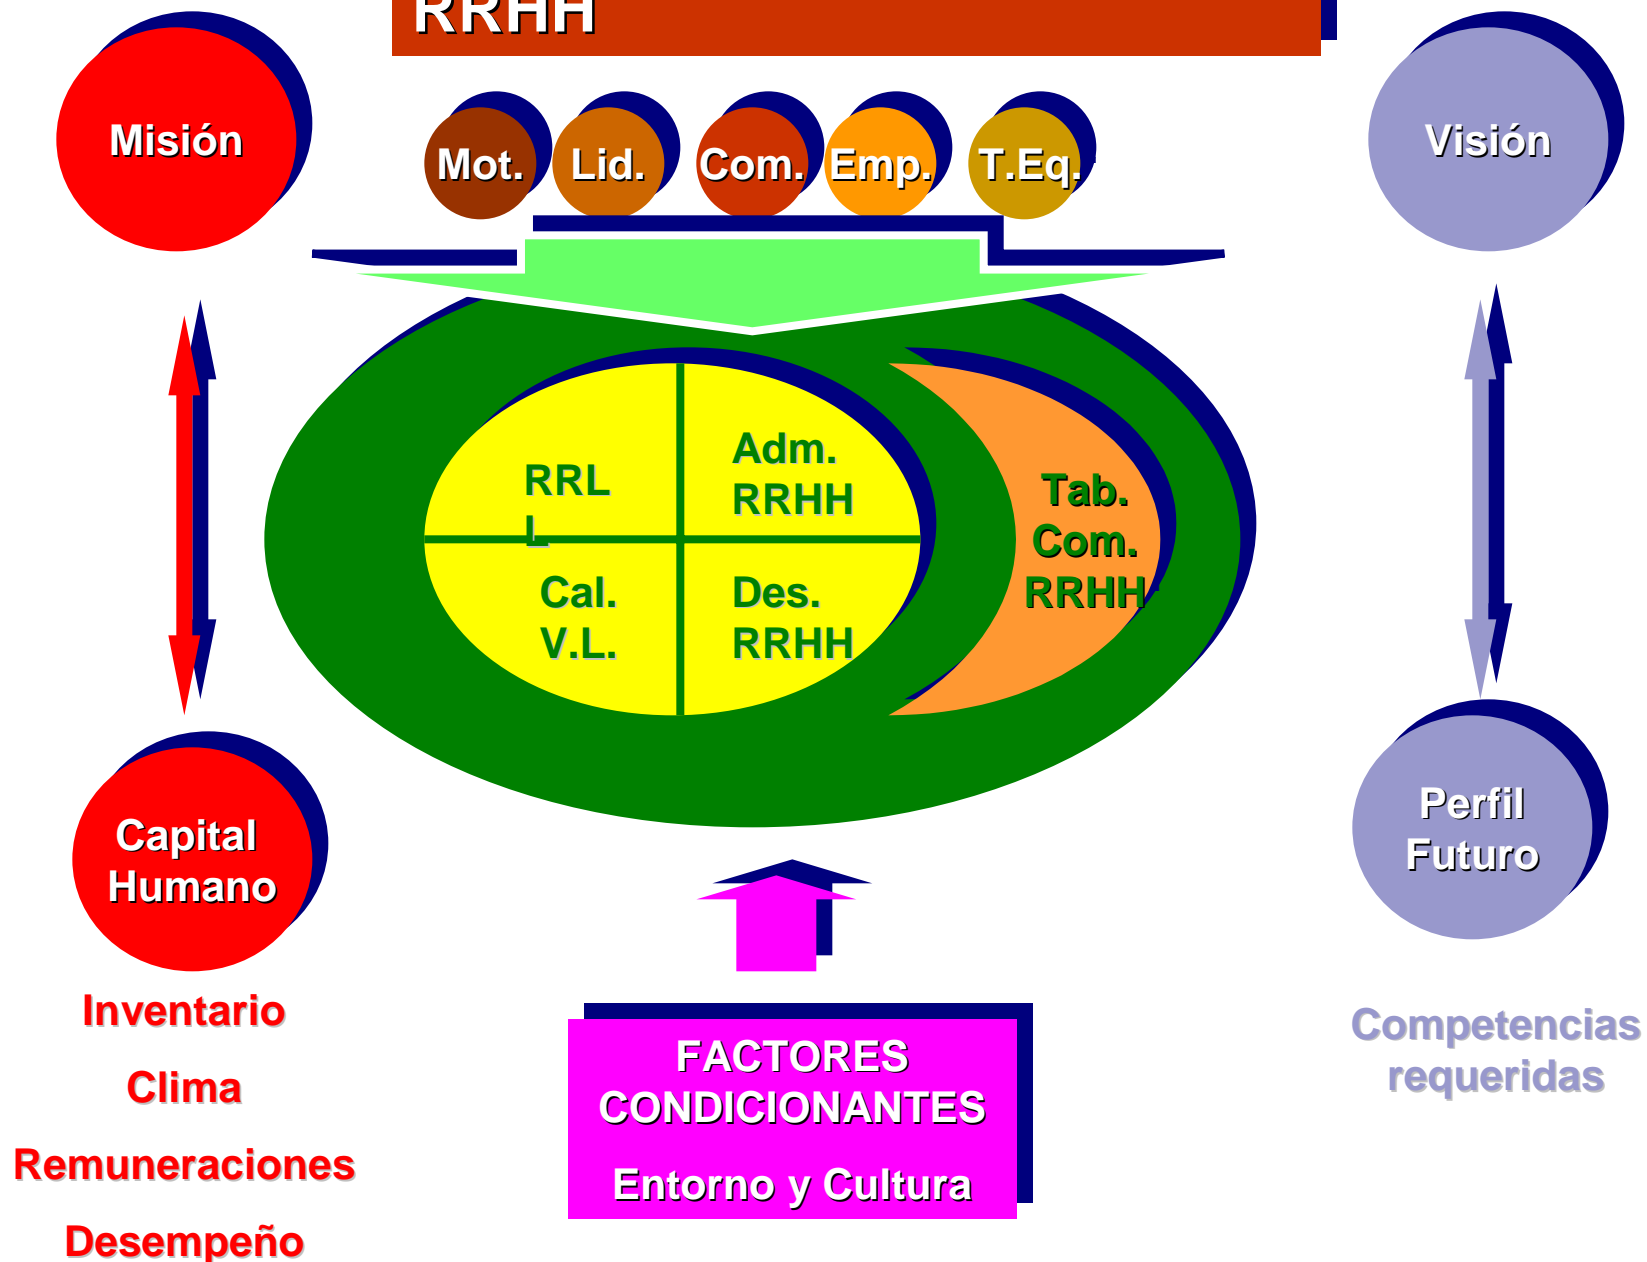 RRHH
Misión
Mot.
Lid.
Com.
Emp.
T.Eq.
Visión
RRL
L
Adm.
RRHH
Cal.
V.L.
Des.
RRHH
Tab.
Com.
RRHH
Capital
Humano
Perfil
Futuro
Inventario
Clima
Remuneraciones
Desempeño
FACTORES
CONDICIONANTES
Entorno y Cultura
Competencias
requeridas